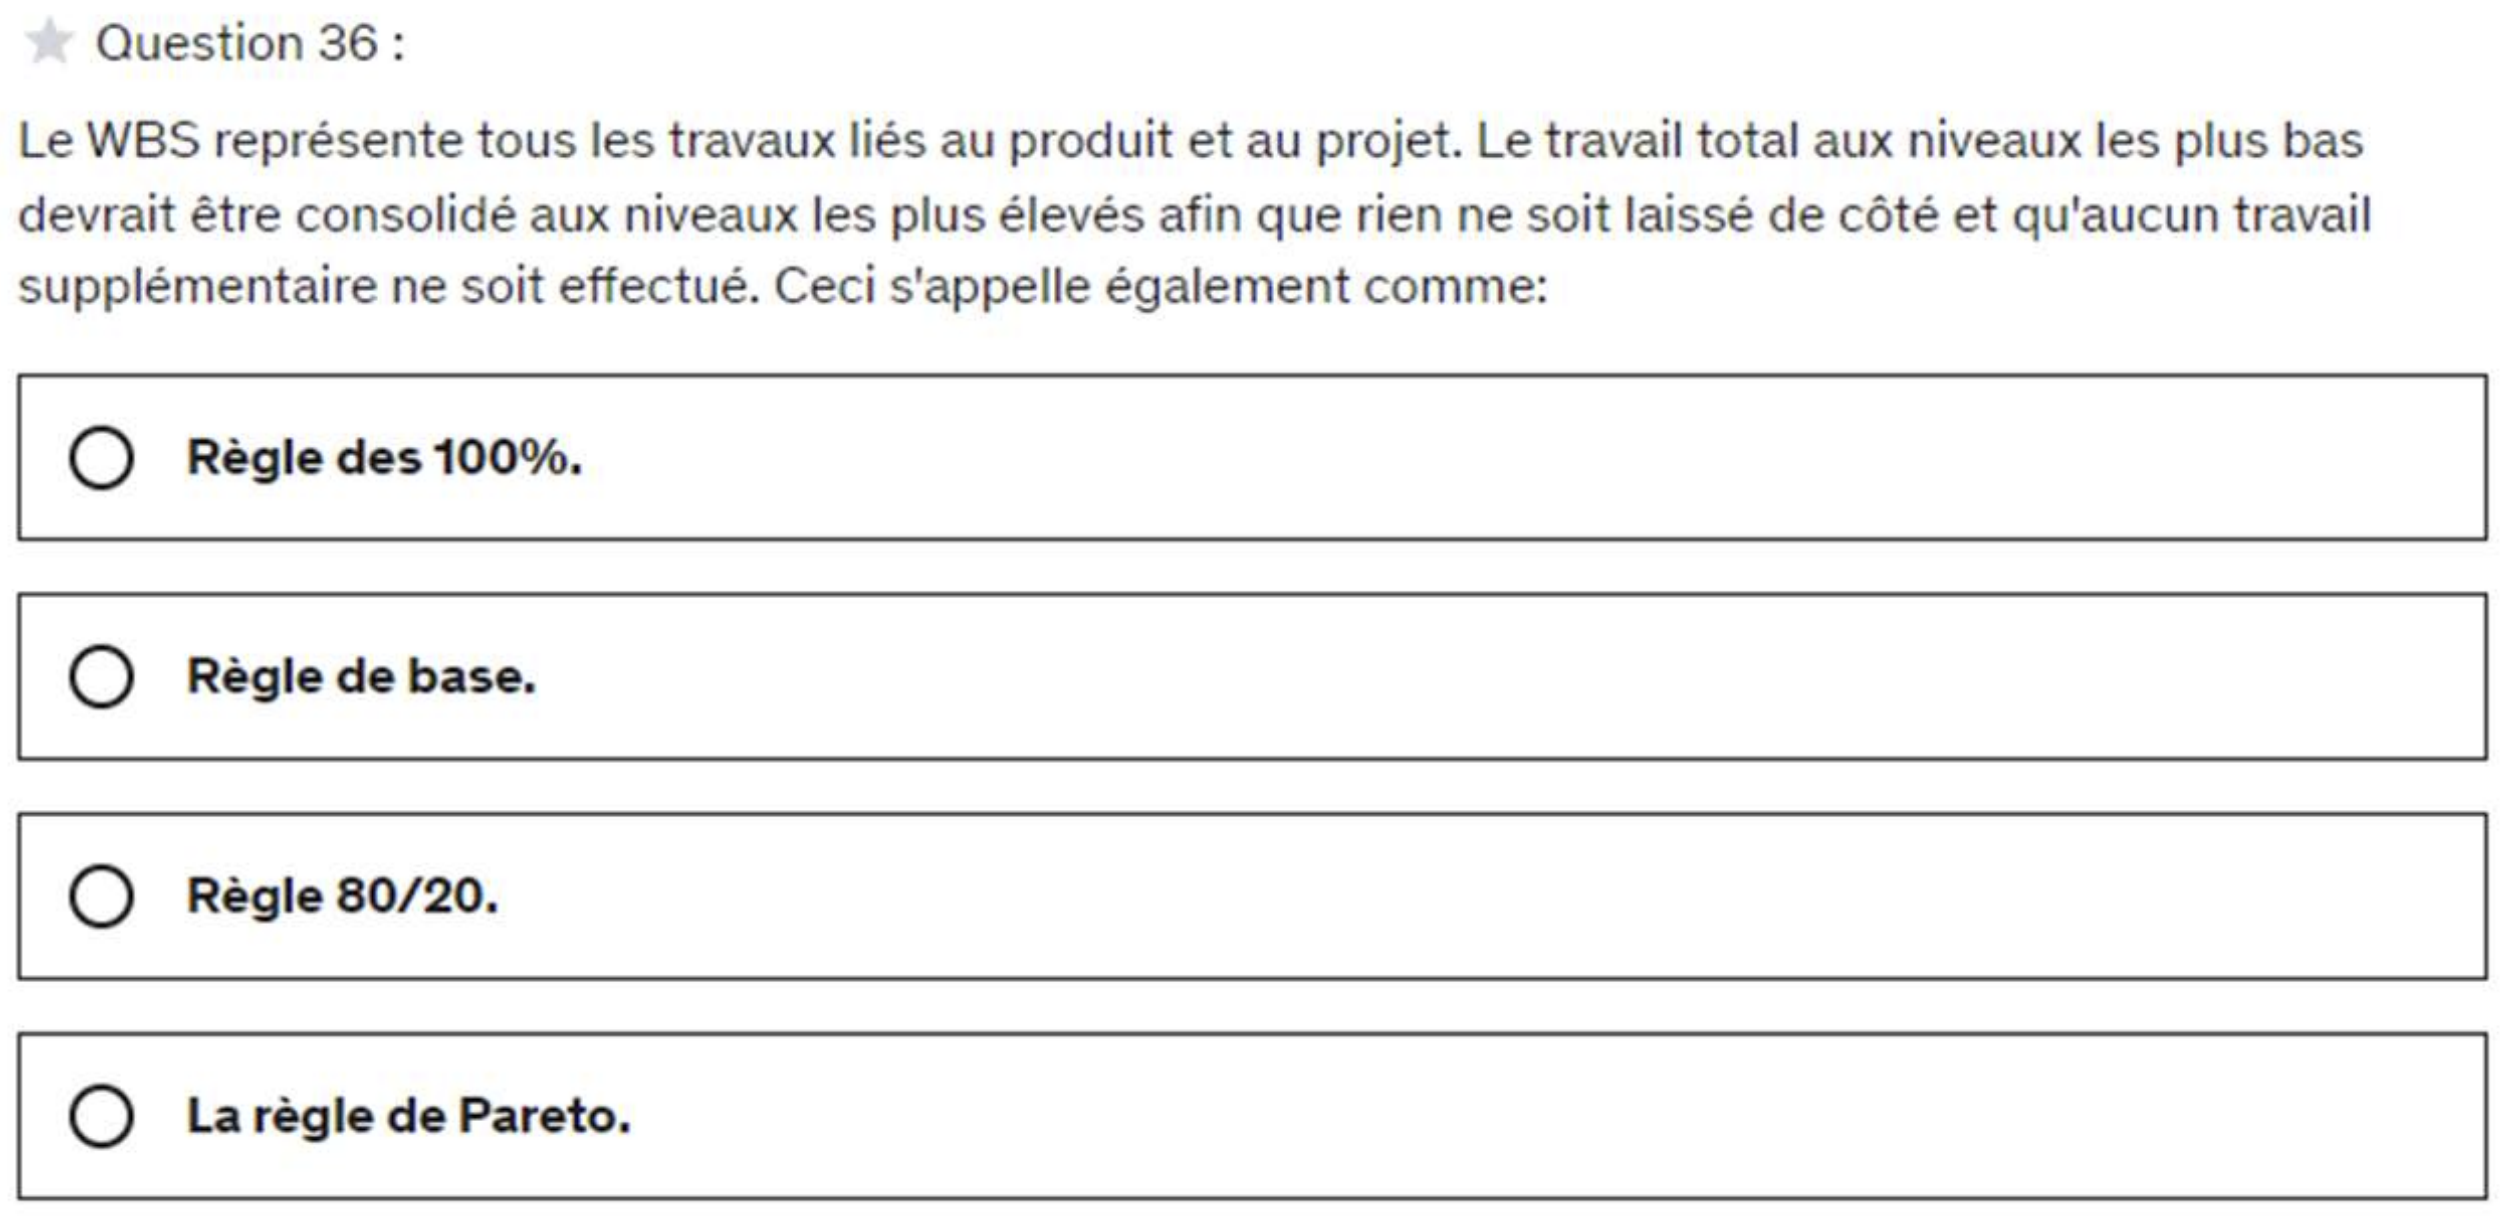 Question 36 :
Le WBS représente tous les travaux liés au produit et au projet. Le travail total aux niveaux les plus bas
devrait être consolidé aux niveaux les plus élevés afin que rien ne soit laissé de côté et qu'aucun travail
supplémentaire ne soit effectué. Ceci s'appelle également comme:
Règle des 100%.
Règle de base.
Règle 80/20.
La règle de Pareto.